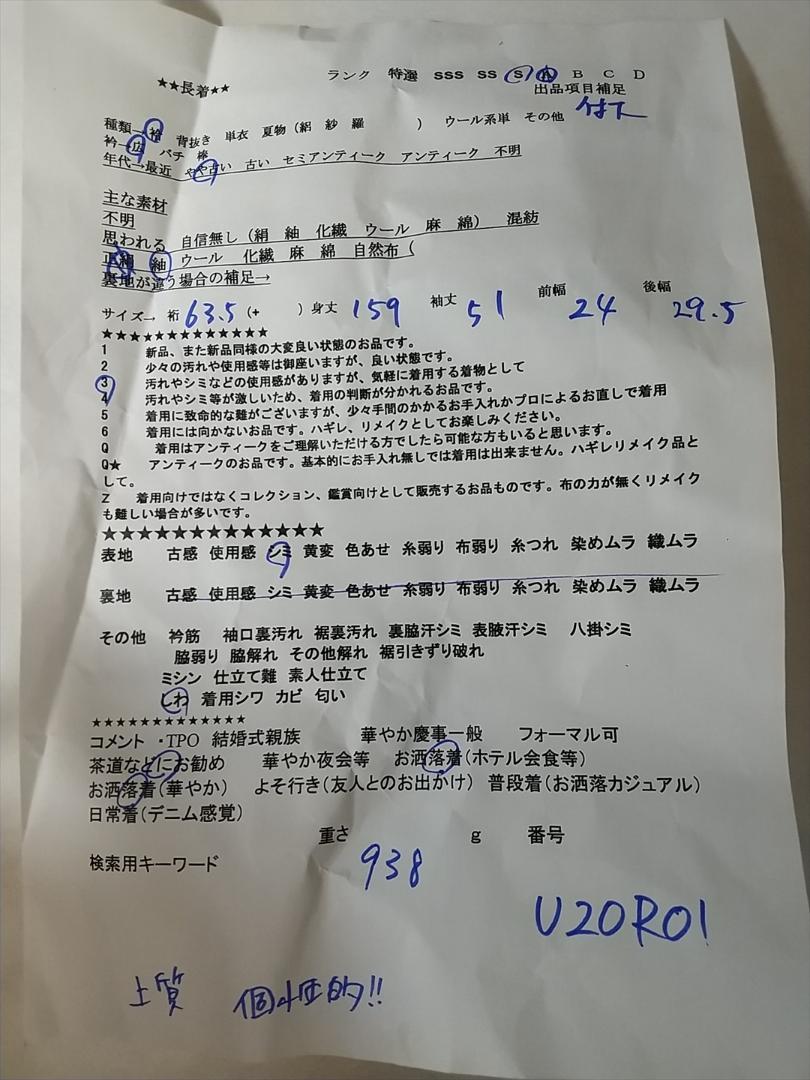 ★★長着★★ ランク 特選 SSS SS S A B C D
出品項目補足
種類→袷 背抜き 単衣 夏物（絽 紗 羅 ） ウール系単 その他 付下
衿→広 バチ 棒
年代→最近 やや古い 古い セミアンティーク アンティーク 不明
主な素材
不明
思われる 自信無し（絹 紬 化繊 ウール 麻 綿） 混紡
正絹 紬 ウール 化繊 麻 綿 自然布（
裏地が違う場合の補足→
サイズ→ 裄 63.5 (+ ) 身丈 159 袖丈 51 前幅 24 後幅 29.5
★★★★★★★★★★★★★
1 新品、また新品同様の大変良い状態のお品です。
2 少々の汚れや使用感等は御座いますが、良い状態です。
3 汚れやシミなどの使用感がありますが、気軽に着用する着物として
4 汚れやシミ等が激しいため、着用の判断が分かれるお品です。
5 着用に致命的な難がございますが、少々手間のかかるお手入れかプロによるお直しで着用
6 着用には向かないお品です。ハギレ、リメイクとしてお楽しみください。
Q 着用はアンティークをご理解いただける方でしたら可能な方もいると思います。
Q★ アンティークのお品です。基本的にお手入れ無しでは着用は出来ません。ハギレリメイク品と
して。
Z 着用向けではなくコレクション、鑑賞向けとして販売するお品ものです。布の力が無くリメイク
も難しい場合が多いです。
★★★★★★★★★★★★★
表地 古感 使用感 シミ 黄変 色あせ 糸弱り 布弱り 糸つれ 染めムラ 織ムラ
裏地 古感 使用感 シミ 黄変 色あせ 糸弱り 布弱り 糸つれ 染めムラ 織ムラ
その他 衿筋 袖口裏汚れ 裾裏汚れ 裏脇汗シミ 表腋汗シミ 八掛シミ
脇弱り 脇解れ その他解れ 裾引きずり破れ
ミシン 仕立て難 素人仕立て
しわ 着用シワ カビ 匂い
★★★★★★★★★★★★★
コメント ・TPO 結婚式親族 華やか慶事一般 フォーマル可
茶道などにお勧め 華やか夜会等 お洒落着（ホテル会食等）
お洒落着（華やか） よそ行き（友人とのお出かけ） 普段着（お洒落カジュアル）
日常着（デニム感覚）
重さ 938 g 番号
検索用キーワード
U20R01
上質 個性的!!